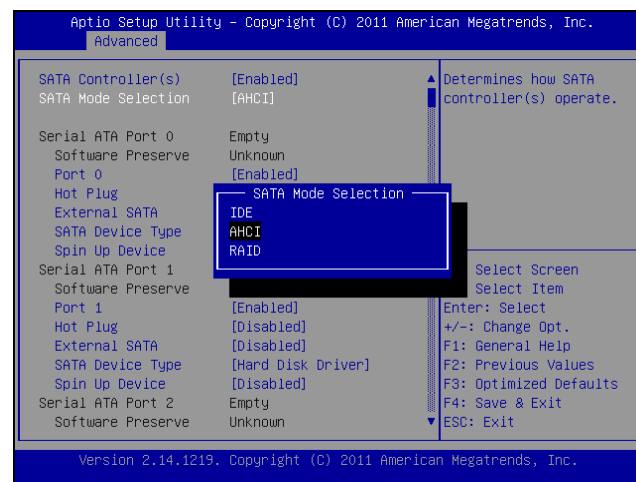 Aptio Setup Utility – Copyright (C) 2011 American Megatrends, Inc.
Advanced
SATA Controller(s) [Enabled]
SATA Mode Selection [AHCI]
Serial ATA Port 0 Empty
Software Preserve Unknown
Port 0 [Enabled]
Hot Plug
External SATA
SATA Device Type
Spin Up Device
Serial ATA Port 1
Software Preserve
Port 1 [Enabled]
Hot Plug [Disabled]
External SATA [Disabled]
SATA Device Type [Hard Disk Driver]
Spin Up Device [Disabled]
Serial ATA Port 2 Empty
Software Preserve Unknown
SATA Mode Selection
IDE
AHCI
RAID
Determines how SATA
controller(s) operate.
Select Screen
Select Item
Enter: Select
+/-: Change Opt.
F1: General Help
F2: Previous Values
F3: Optimized Defaults
F4: Save & Exit
ESC: Exit
Version 2.14.1219. Copyright (C) 2011 American Megatrends, Inc.